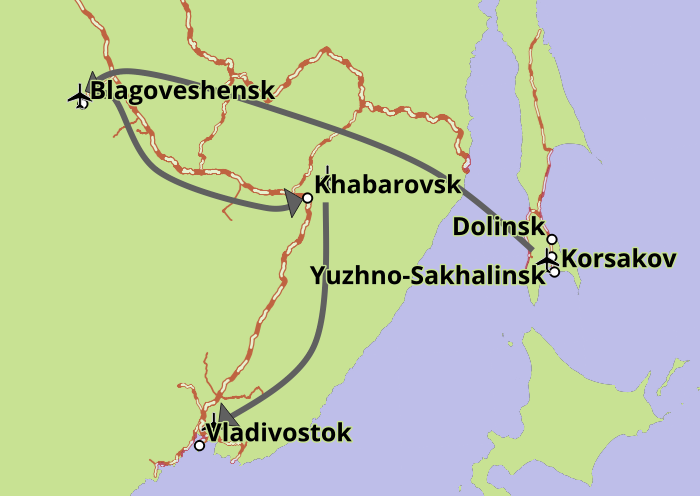 Blagoveshensk
Khabarovsk
Dolinsk
Korsakov
Yuzhno-Sakhalinsk
Vladivostok